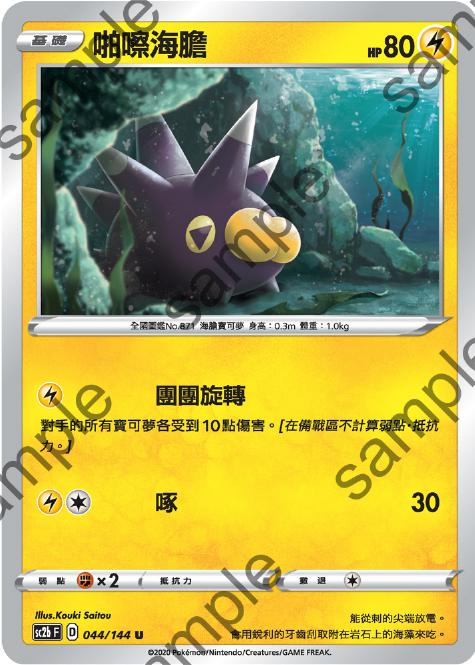 基礎 啪嚓海膽 HP80
全國圖鑑No.871 海膽寶可夢 身高：0.3m 體重：1.0kg
團團旋轉
對手的所有寶可夢各受到10點傷害。[在備戰區不計算弱點‧抵抗
力。]
啄 30
弱點 ×2 抵抗力 撤退
Illus.Kouki Saitou
能從刺的尖端放電。
sc2b F D 044/144 U
會用銳利的牙齒刮取附在岩石上的海藻來吃。
©2020 Pokémon/Nintendo/Creatures/GAME FREAK.
sample
sample
sample
sample
sample
sample
sample